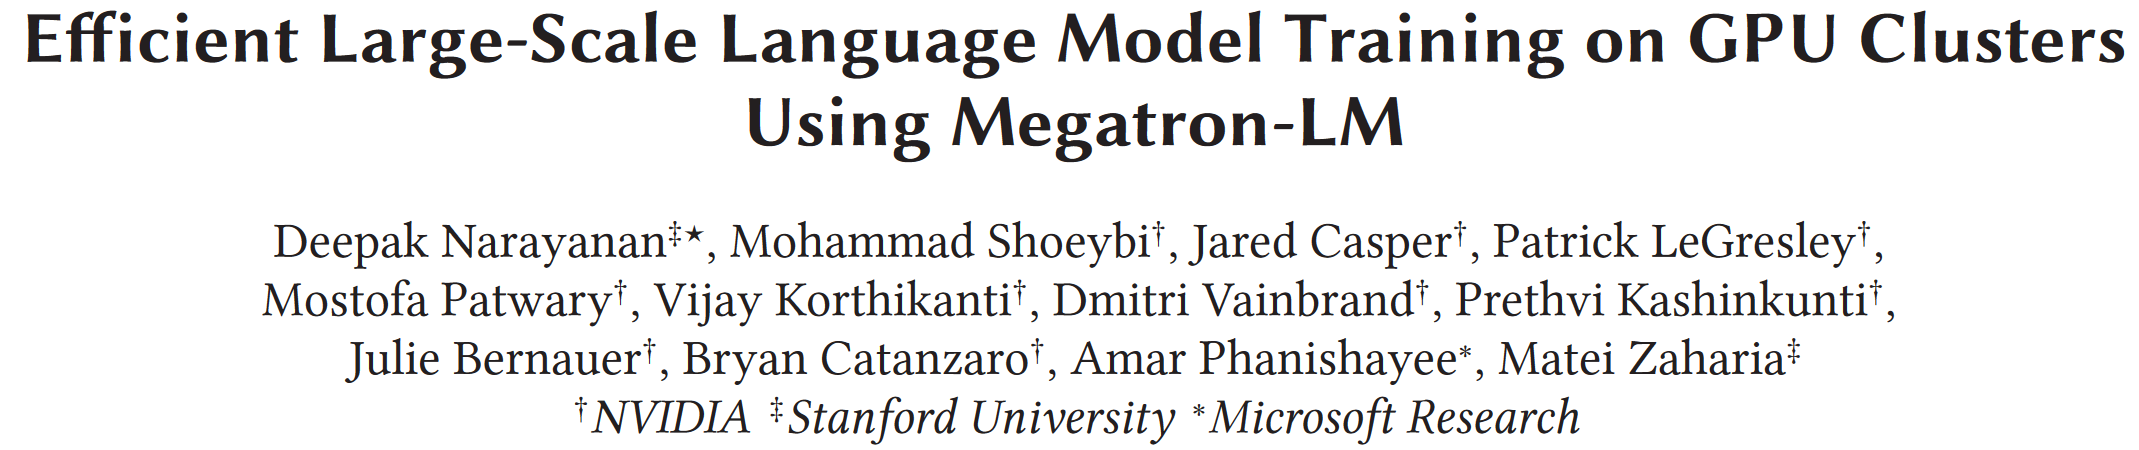 Efficient Large-Scale Language Model Training on GPU Clusters
Using Megatron-LM
Deepak Narayanan‡⋆, Mohammad Shoeybi†, Jared Casper†, Patrick LeGresley†,
Mostofa Patwary†, Vijay Korthikanti†, Dmitri Vainbrand†, Prethvi Kashinkunti†,
Julie Bernauer†, Bryan Catanzaro†, Amar Phanishayee*, Matei Zaharia‡
†NVIDIA ‡Stanford University *Microsoft Research